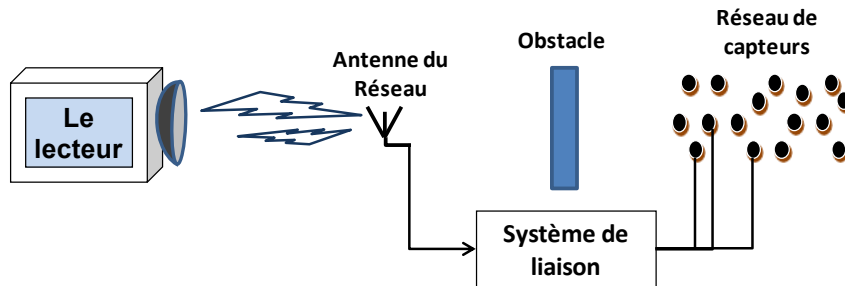 Le
lecteur
Antenne du
Réseau
Obstacle
Réseau de
capteurs
Système de
liaison